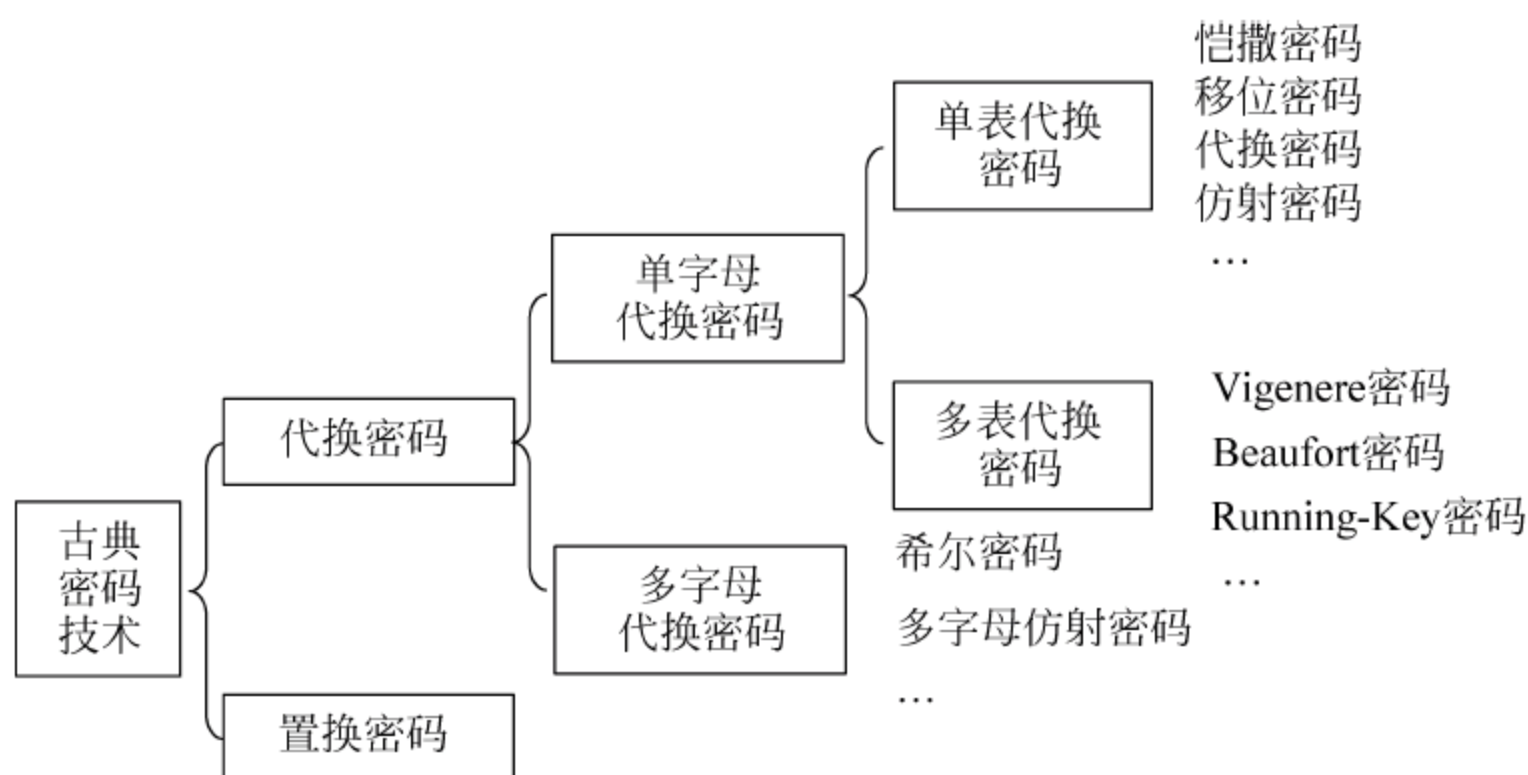 恺撒密码
移位密码
代换密码
仿射密码
…
单表代换
密码
单字母
代换密码
多表代换
密码
Vigenere密码
Beaufort密码
Running-Key密码
…
代换密码
古典
密码
技术
多字母
代换密码
希尔密码
多字母仿射密码
…
置换密码